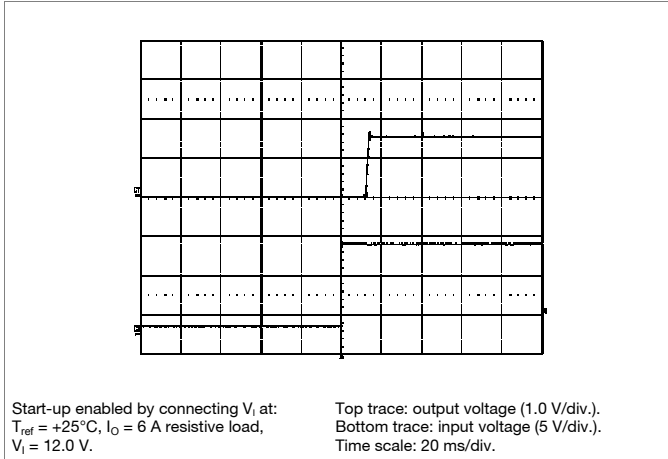 Start-up enabled by connecting V_I at:
T_ref = +25°C, I_O = 6 A resistive load,
V_I = 12.0 V.
Top trace: output voltage (1.0 V/div.).
Bottom trace: input voltage (5 V/div.).
Time scale: 20 ms/div.